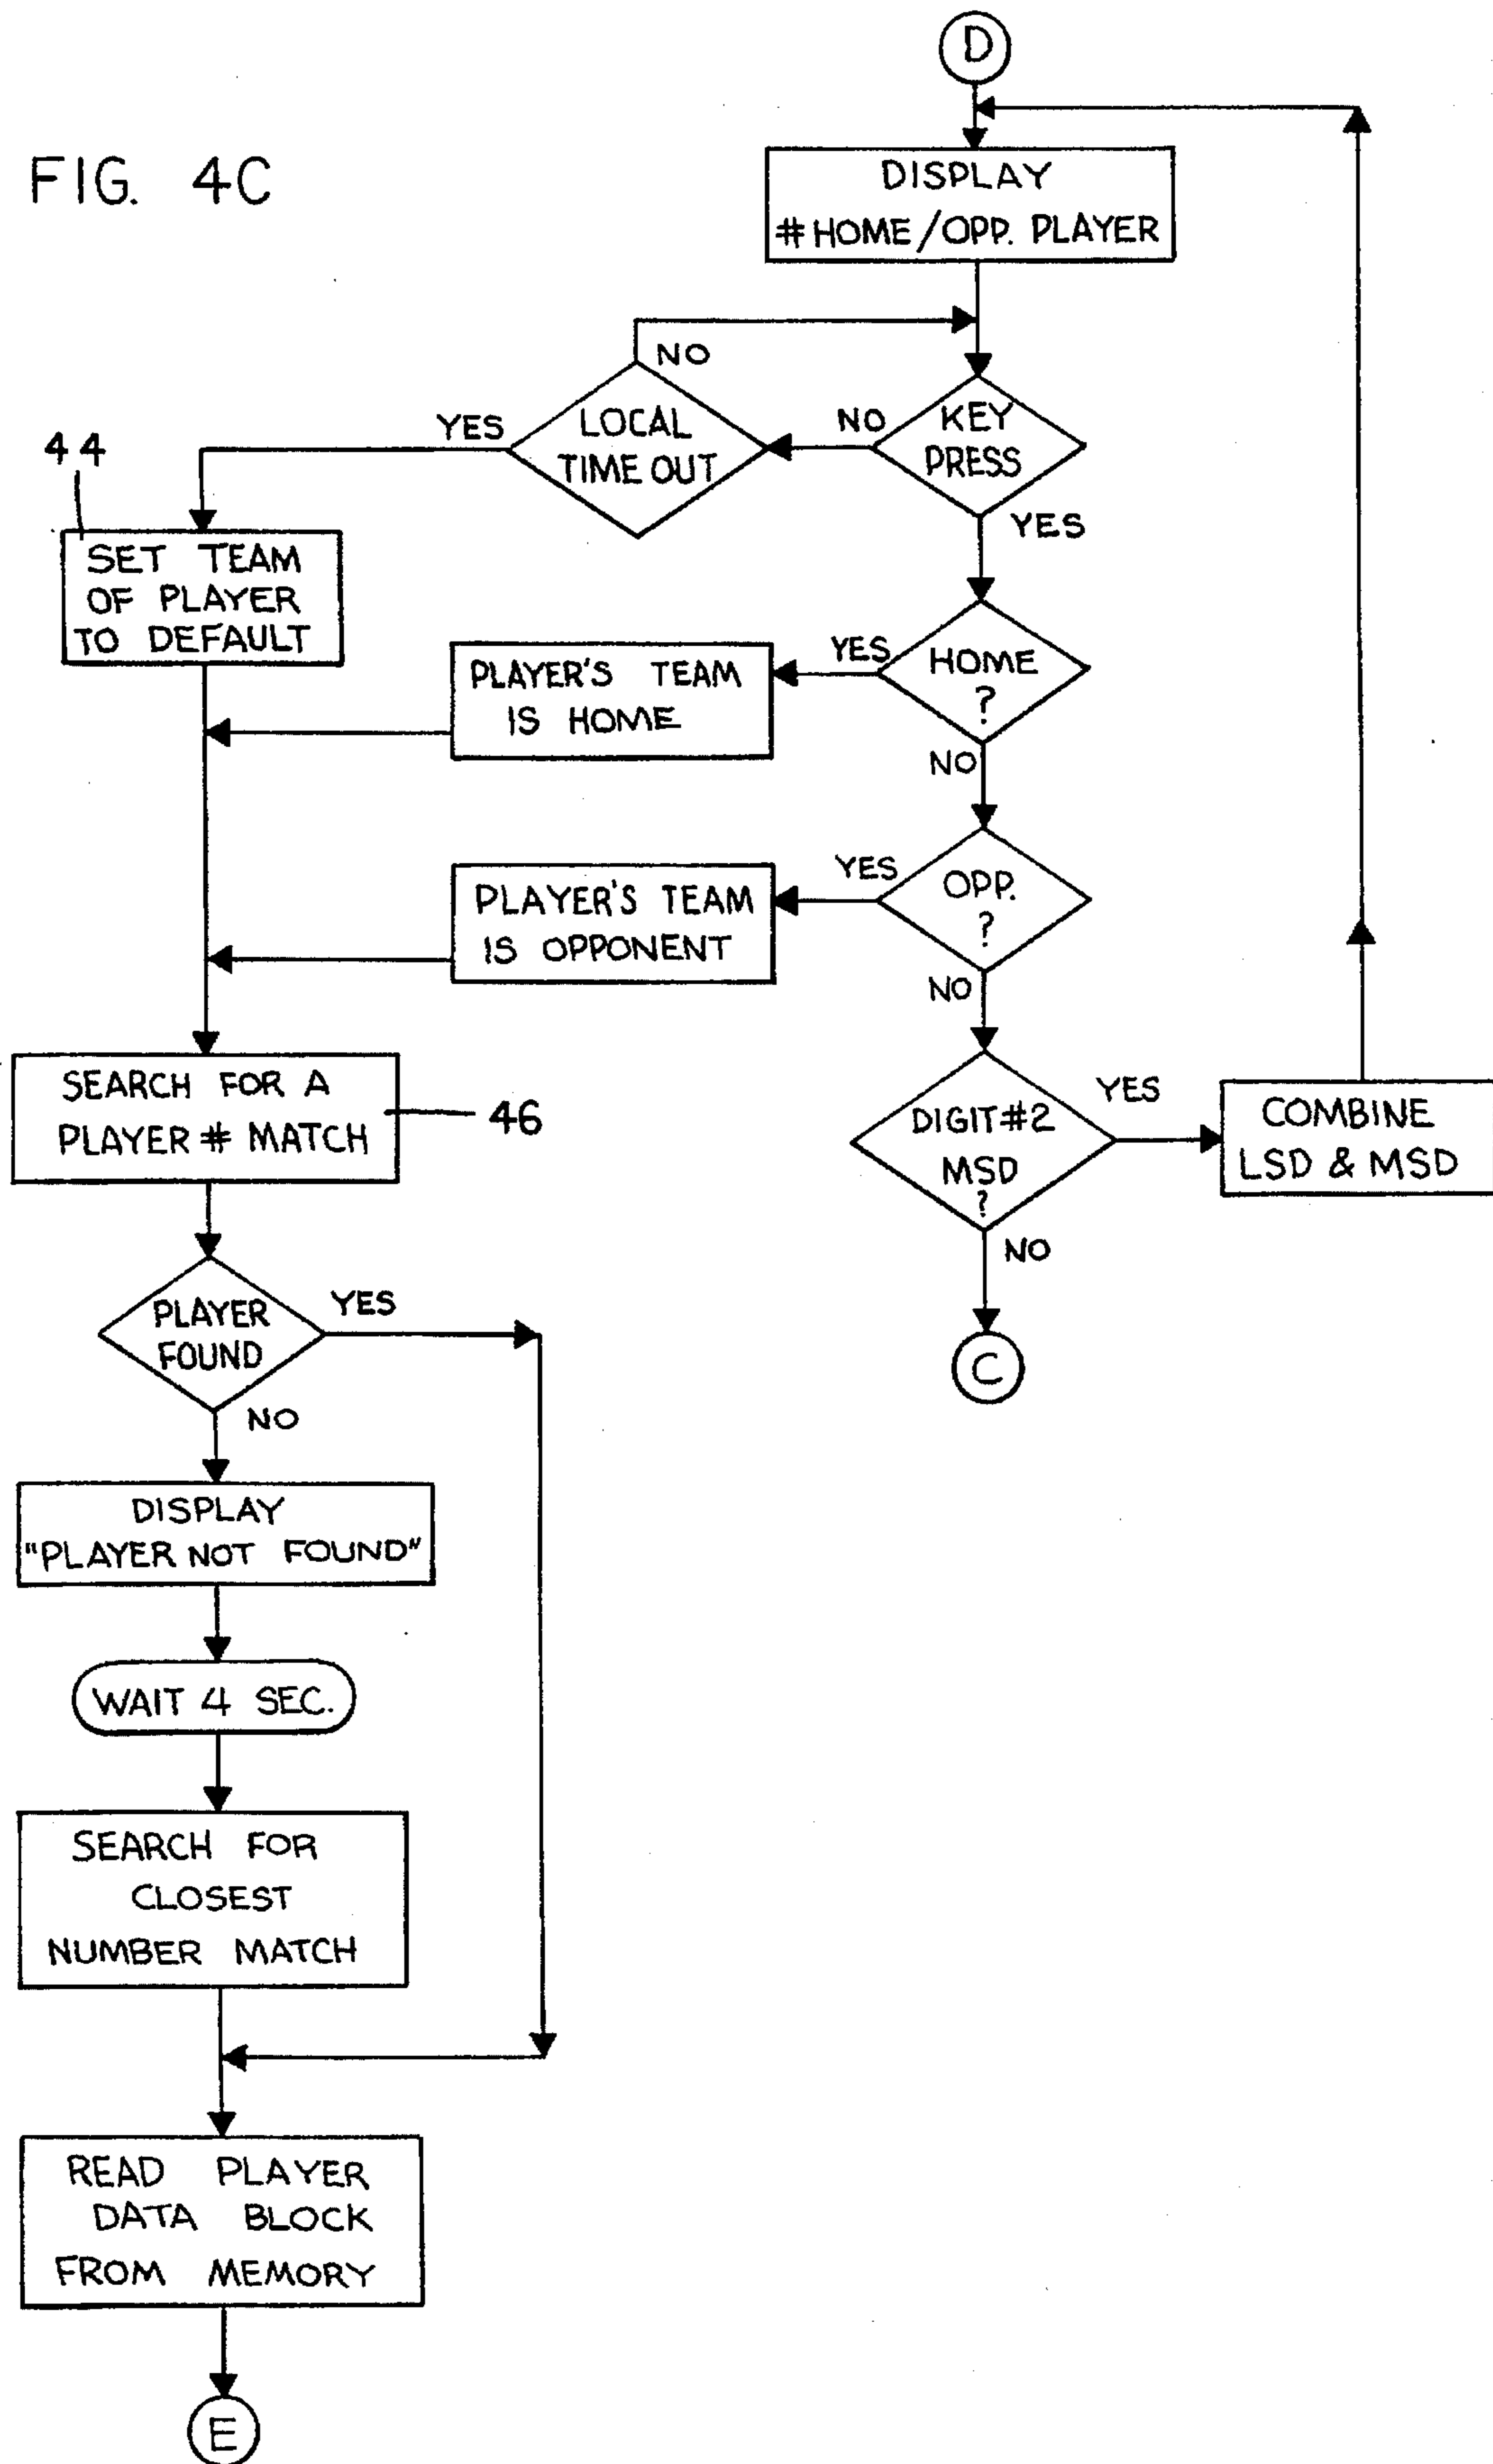 D
FIG. 4C
DISPLAY
#HOME/OPP. PLAYER
NO
KEY
PRESS
NO
LOCAL
TIME OUT
YES
YES
44
SET TEAM
OF PLAYER
TO DEFAULT
HOME
?
YES
PLAYER'S TEAM
IS HOME
NO
OPP.
?
YES
PLAYER'S TEAM
IS OPPONENT
NO
DIGIT#2
MSD
?
YES
COMBINE
LSD & MSD
NO
C
SEARCH FOR A
PLAYER # MATCH
46
PLAYER
FOUND
YES
NO
DISPLAY
"PLAYER NOT FOUND"
WAIT 4 SEC.
SEARCH FOR
CLOSEST
NUMBER MATCH
READ PLAYER
DATA BLOCK
FROM MEMORY
E